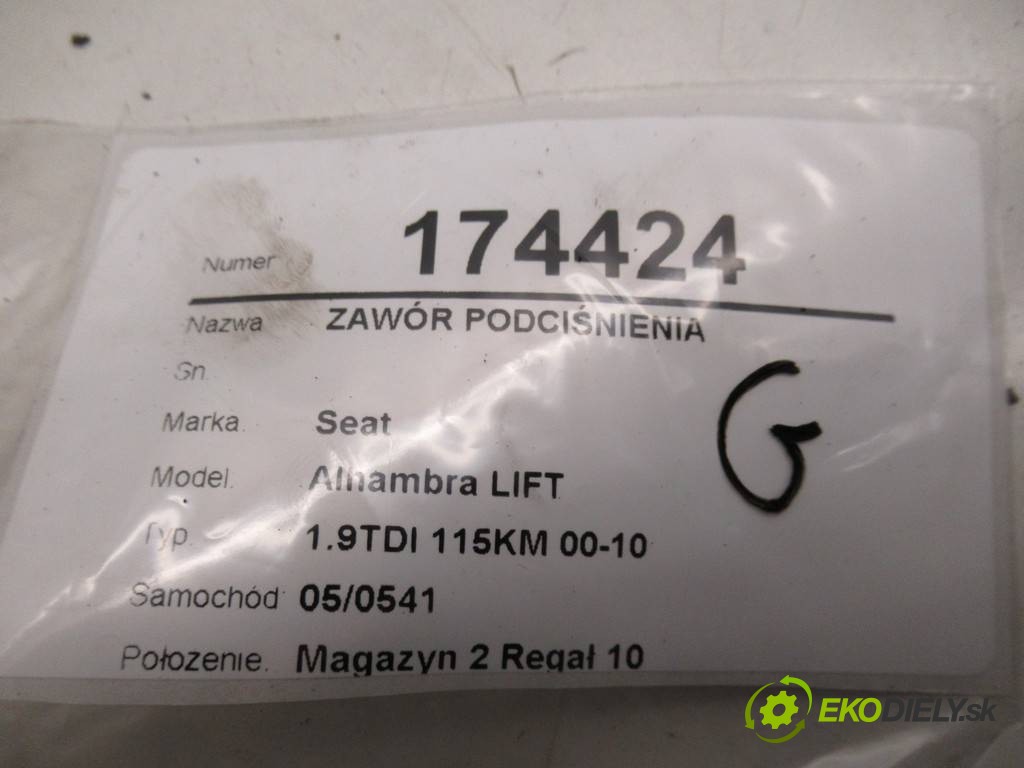 Numer 174424
Nazwa ZAWÓR PODCIŚNIENIA
Sn.
Marka. Seat
Model. Alhambra LIFT
Typ. 1.9TDI 115KM 00-10
Samochód 05/0541
Położenie. Magazyn 2 Regał 10
G
EKODIELY.sk